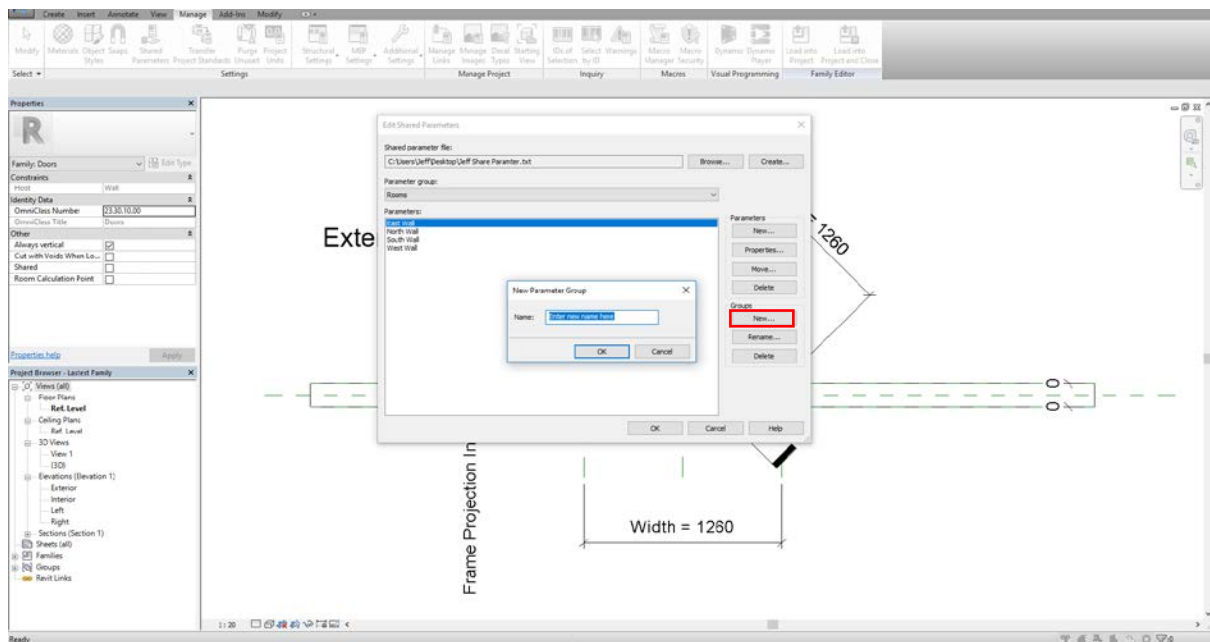 Create Insert Annotate View Manage Add-Ins Modify
Modify Materials Object Styles Snaps Shared Parameters Transfer Project Standards Purge Unused Project Units Structural Settings MEP Settings Additional Settings Manage Links Manage Images Decal Types Starting View IDs of Selection Select by ID Warnings Macro Manager Macro Security Dynamo Dynamo Player Load into Project Load into Project and Close
Select Settings Manage Project Inquiry Macros Visual Programming Family Editor
Properties
R
Family: Doors Edit Type
Constraints
Host Wall
Identity Data
OmniClass Number 23.30.10.00
OmniClass Title Doors
Other
Always vertical
Cut with Voids When Lo...
Shared
Room Calculation Point
Properties help Apply
Project Browser - Lastest Family
Views (all)
Floor Plans
Ref. Level
Ceiling Plans
Ref. Level
3D Views
View 1
{3D}
Elevations (Elevation 1)
Exterior
Interior
Left
Right
Sections (Section 1)
Sheets (all)
Families
Groups
Revit Links
Edit Shared Parameters
Shared parameter file:
C:\Users\Jeff\Desktop\Jeff Share Paramter.txt Browse... Create...
Parameter group:
Rooms
Parameters:
East Wall
North Wall
South Wall
West Wall
Parameters
New...
Properties...
Move...
Delete
Groups
New...
Rename...
Delete
OK Cancel Help
New Parameter Group
Name: Enter new name here
OK Cancel
Exte
1260
0
0
Frame Projection In
Width = 1260
1 : 20
Ready